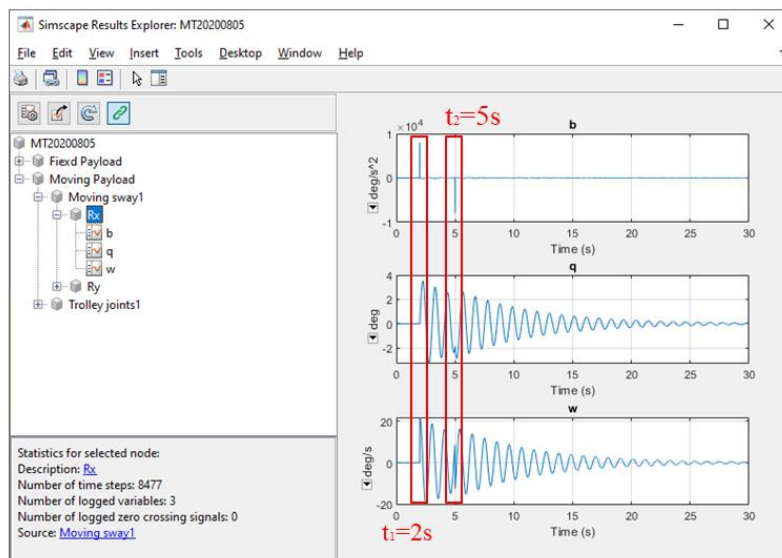 Simscape Results Explorer: MT20200805
File Edit View Insert Tools Desktop Window Help
MT20200805
Fiexd Payload
Moving Payload
Moving sway1
Rx
b
q
w
Ry
Trolley joints1
Statistics for selected node:
Description: Rx
Number of time steps: 8477
Number of logged variables: 3
Number of logged zero crossing signals: 0
Source: Moving sway1
t₂=5s
×10⁴
b
1
0
-1
deg/s^2
0 5 10 15 20 25 30
Time (s)
q
4
2
0
-2
deg
0 5 10 15 20 25 30
Time (s)
w
20
0
-20
deg/s
0 5 10 15 20 25 30
Time (s)
t₁=2s